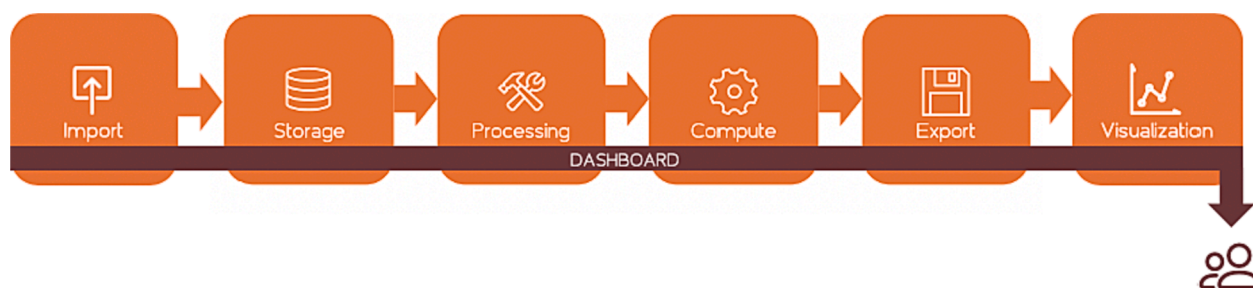 Import
Storage
Processing
Compute
Export
Visualization
DASHBOARD